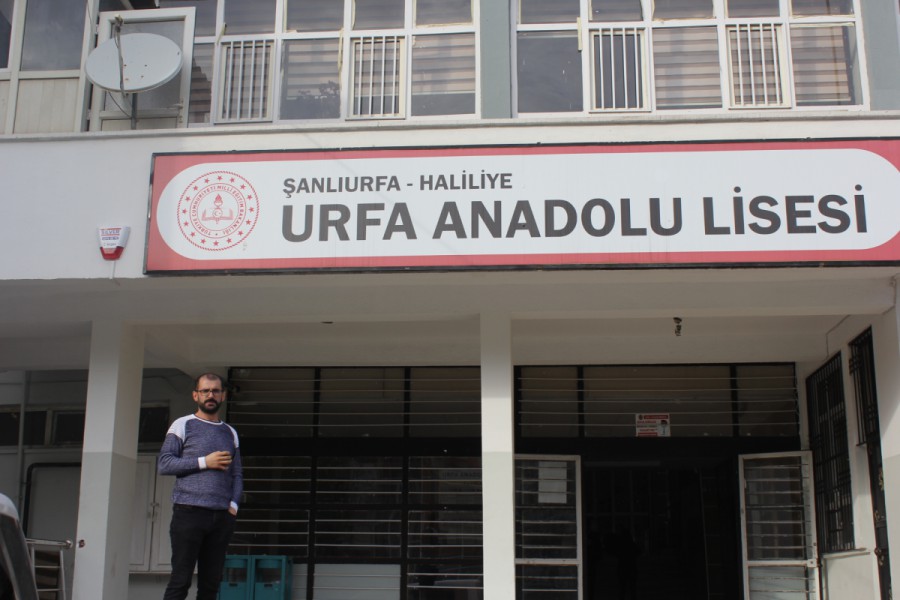 ŞANLIURFA - HALİLİYE
URFA ANADOLU LİSESİ